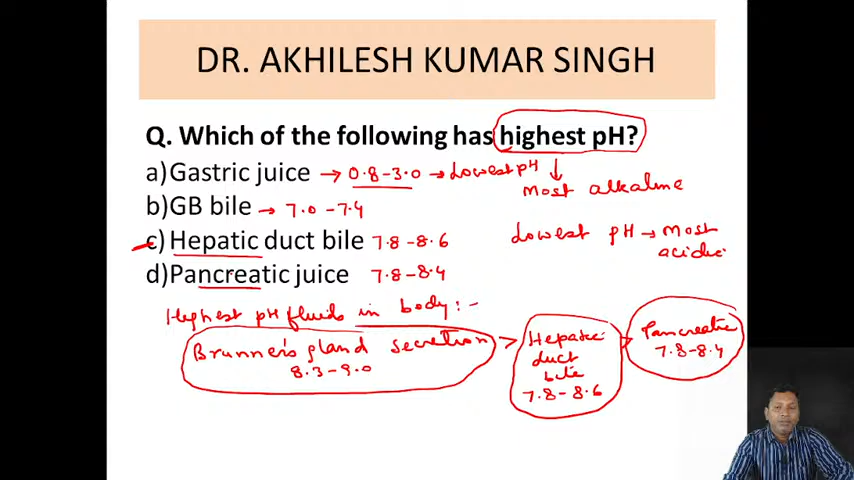 DR. AKHILESH KUMAR SINGH
Q. Which of the following has highest pH?
a)Gastric juice → 0.8-3.0 → Lowest pH
Most alkaline
b)GB bile → 7.0-7.4
c)Hepatic duct bile 7.8-8.6
Lowest pH → Most
acidic
d)Pancreatic juice 7.8-8.4
Highest pH fluids in body:-
Brunner's gland secretion > Hepatic duct bile > Pancreatic
8.3-9.0
7.8-8.6
7.8-8.4